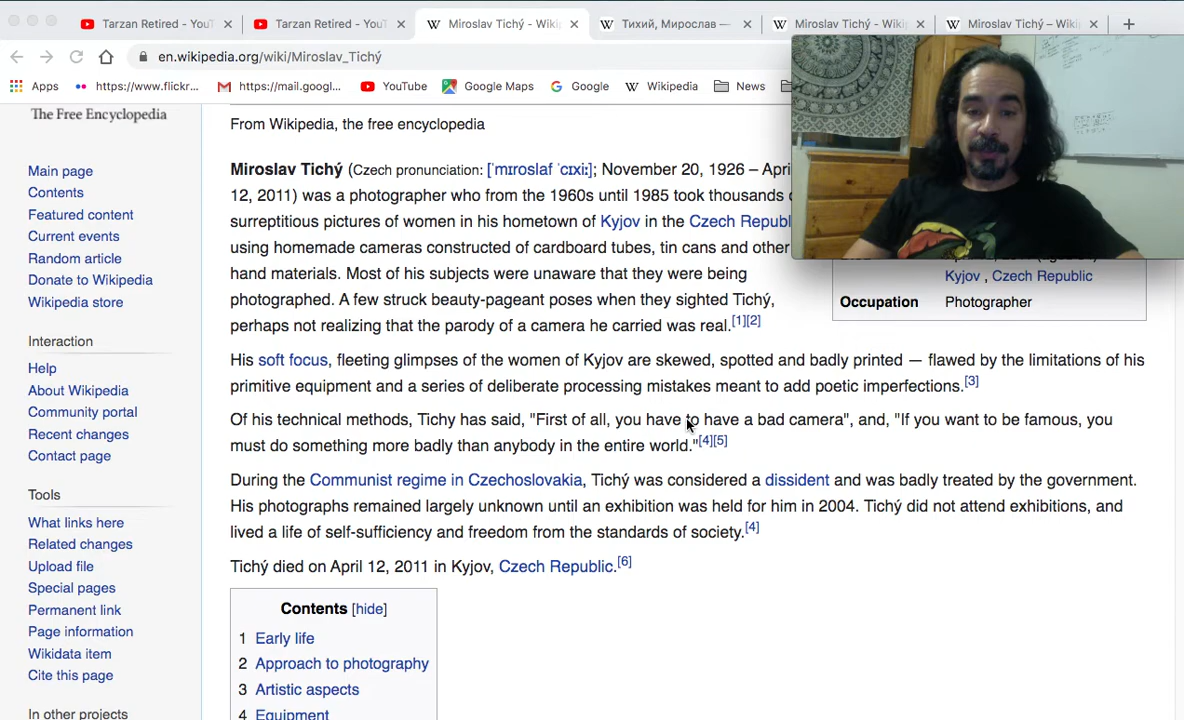 Tarzan Retired - YouT
Tarzan Retired - YouT
Miroslav Tichý - Wiki
Тихий, Мирослав —
Miroslav Tichý - Wiki
Miroslav Tichý – Wiki
en.wikipedia.org/wiki/Miroslav_Tichý
Apps
https://www.flickr...
https://mail.googl...
YouTube
Google Maps
Google
Wikipedia
News
The Free Encyclopedia
Main page
Contents
Featured content
Current events
Random article
Donate to Wikipedia
Wikipedia store
Interaction
Help
About Wikipedia
Community portal
Recent changes
Contact page
Tools
What links here
Related changes
Upload file
Special pages
Permanent link
Page information
Wikidata item
Cite this page
In other projects
From Wikipedia, the free encyclopedia
Miroslav Tichý (Czech pronunciation: [ˈmɪroslaf ˈcɪxiː]; November 20, 1926 – Apri
12, 2011) was a photographer who from the 1960s until 1985 took thousands
surreptitious pictures of women in his hometown of Kyjov in the Czech Republ
using homemade cameras constructed of cardboard tubes, tin cans and other
hand materials. Most of his subjects were unaware that they were being
photographed. A few struck beauty-pageant poses when they sighted Tichý,
perhaps not realizing that the parody of a camera he carried was real.[1][2]
Kyjov , Czech Republic
Occupation Photographer
His soft focus, fleeting glimpses of the women of Kyjov are skewed, spotted and badly printed — flawed by the limitations of his
primitive equipment and a series of deliberate processing mistakes meant to add poetic imperfections.[3]
Of his technical methods, Tichy has said, "First of all, you have to have a bad camera", and, "If you want to be famous, you
must do something more badly than anybody in the entire world."[4][5]
During the Communist regime in Czechoslovakia, Tichý was considered a dissident and was badly treated by the government.
His photographs remained largely unknown until an exhibition was held for him in 2004. Tichý did not attend exhibitions, and
lived a life of self-sufficiency and freedom from the standards of society.[4]
Tichý died on April 12, 2011 in Kyjov, Czech Republic.[6]
Contents [hide]
1 Early life
2 Approach to photography
3 Artistic aspects
4 Equipment